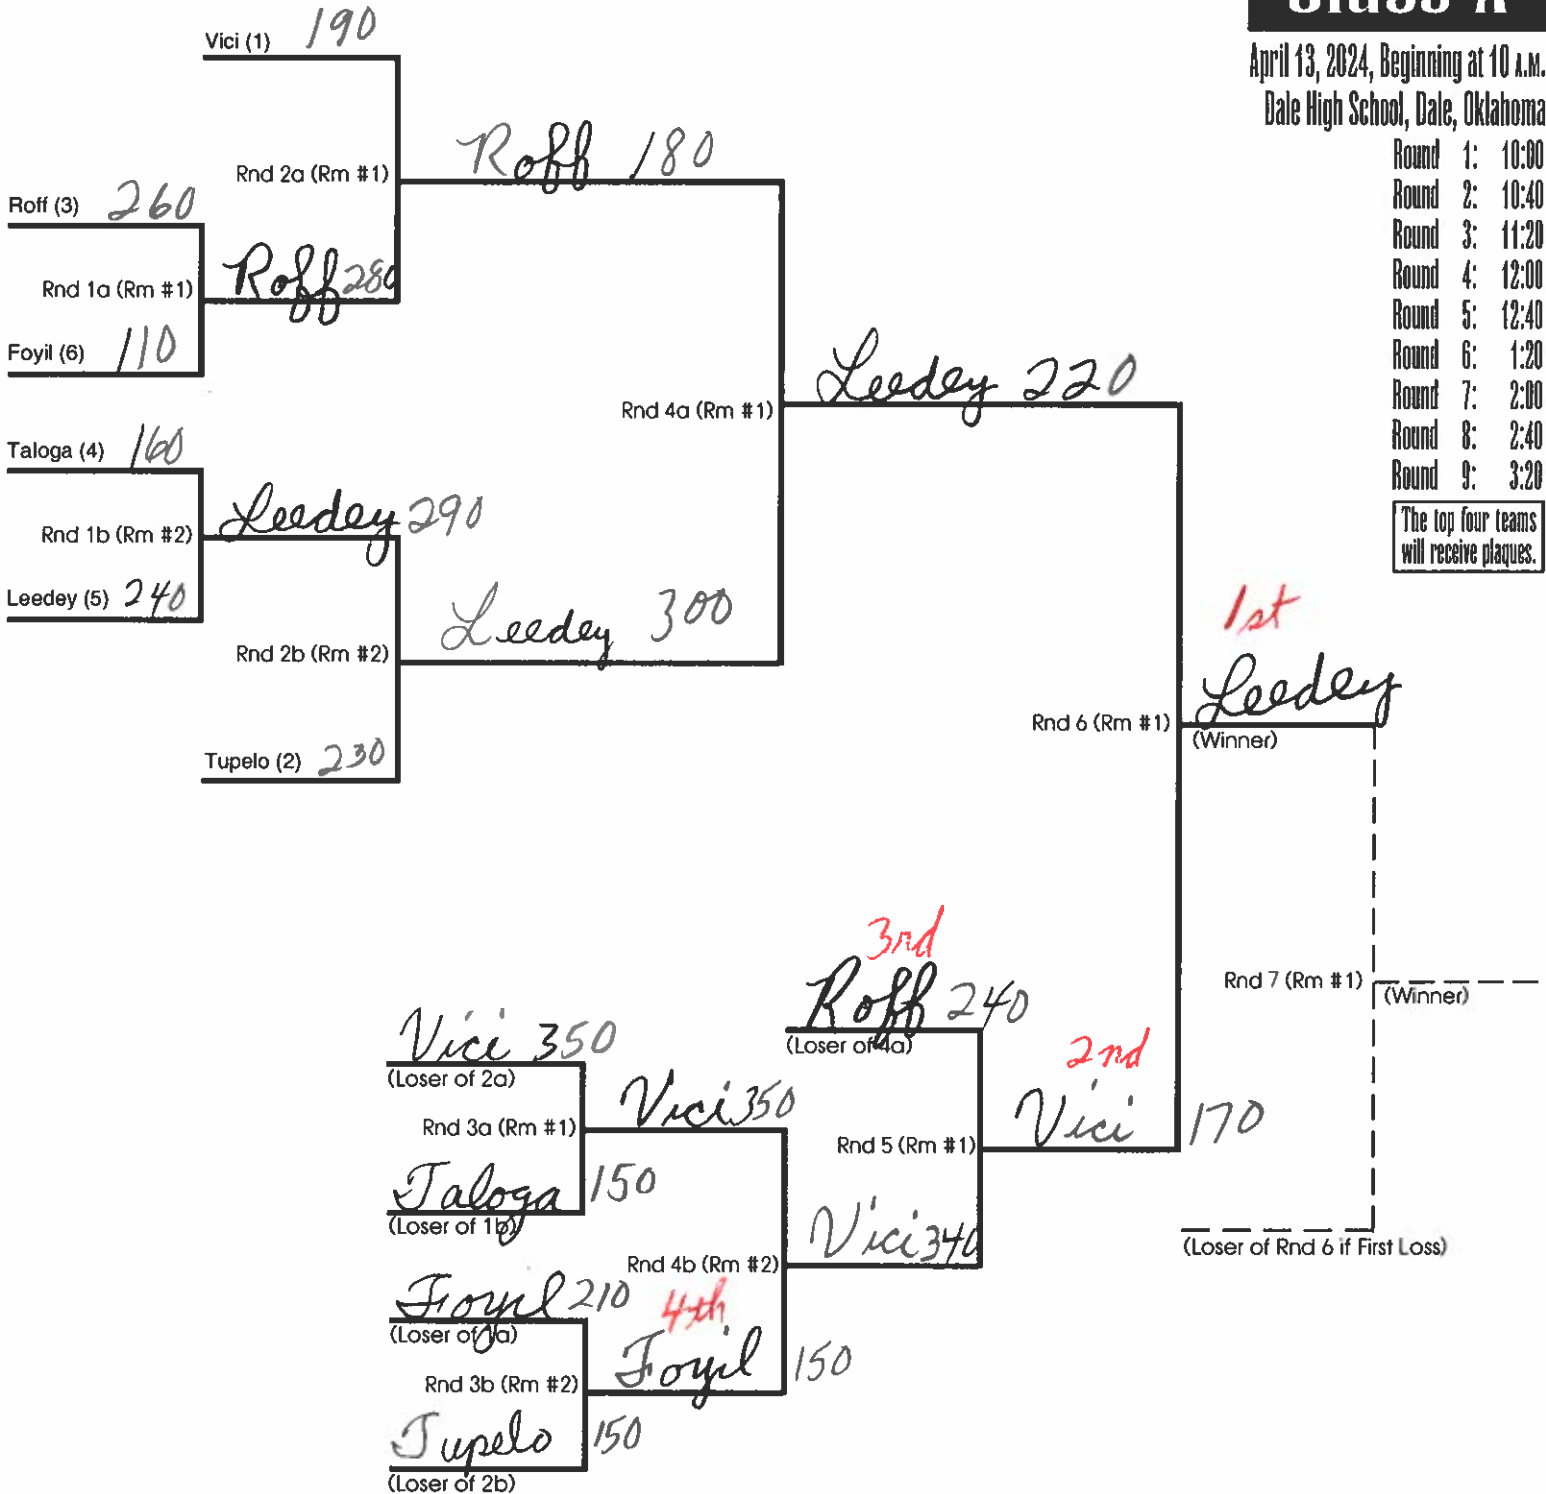 April 13, 2024, Beginning at 10 A.M.
Dale High School, Dale, Oklahoma
Round 1: 10:00
Round 2: 10:40
Round 3: 11:20
Round 4: 12:00
Round 5: 12:40
Round 6: 1:20
Round 7: 2:00
Round 8: 2:40
Round 9: 3:20
The top four teams
will receive plaques.
Vici (1) 190
Rnd 2a (Rm #1)
Roff 180
Roff (3) 260
Rnd 1a (Rm #1)
Roff 280
Foyil (6) 110
Rnd 4a (Rm #1)
Leedey 220
Taloga (4) 160
Rnd 1b (Rm #2)
Leedey 290
Leedey (5) 240
Rnd 2b (Rm #2)
Leedey 300
Tupelo (2) 230
1st
Rnd 6 (Rm #1)
Leedey
(Winner)
3rd
Roff 240
(Loser of 4a)
Rnd 7 (Rm #1)
(Winner)
Vici 350
(Loser of 2a)
Rnd 3a (Rm #1)
Vici 350
2nd
Rnd 5 (Rm #1)
Vici 170
Taloga 150
(Loser of 1b)
Rnd 4b (Rm #2)
Vici 340
(Loser of Rnd 6 if First Loss)
Foyil 210
(Loser of 1a)
4th
Rnd 3b (Rm #2)
Foyil 150
Tupelo 150
(Loser of 2b)